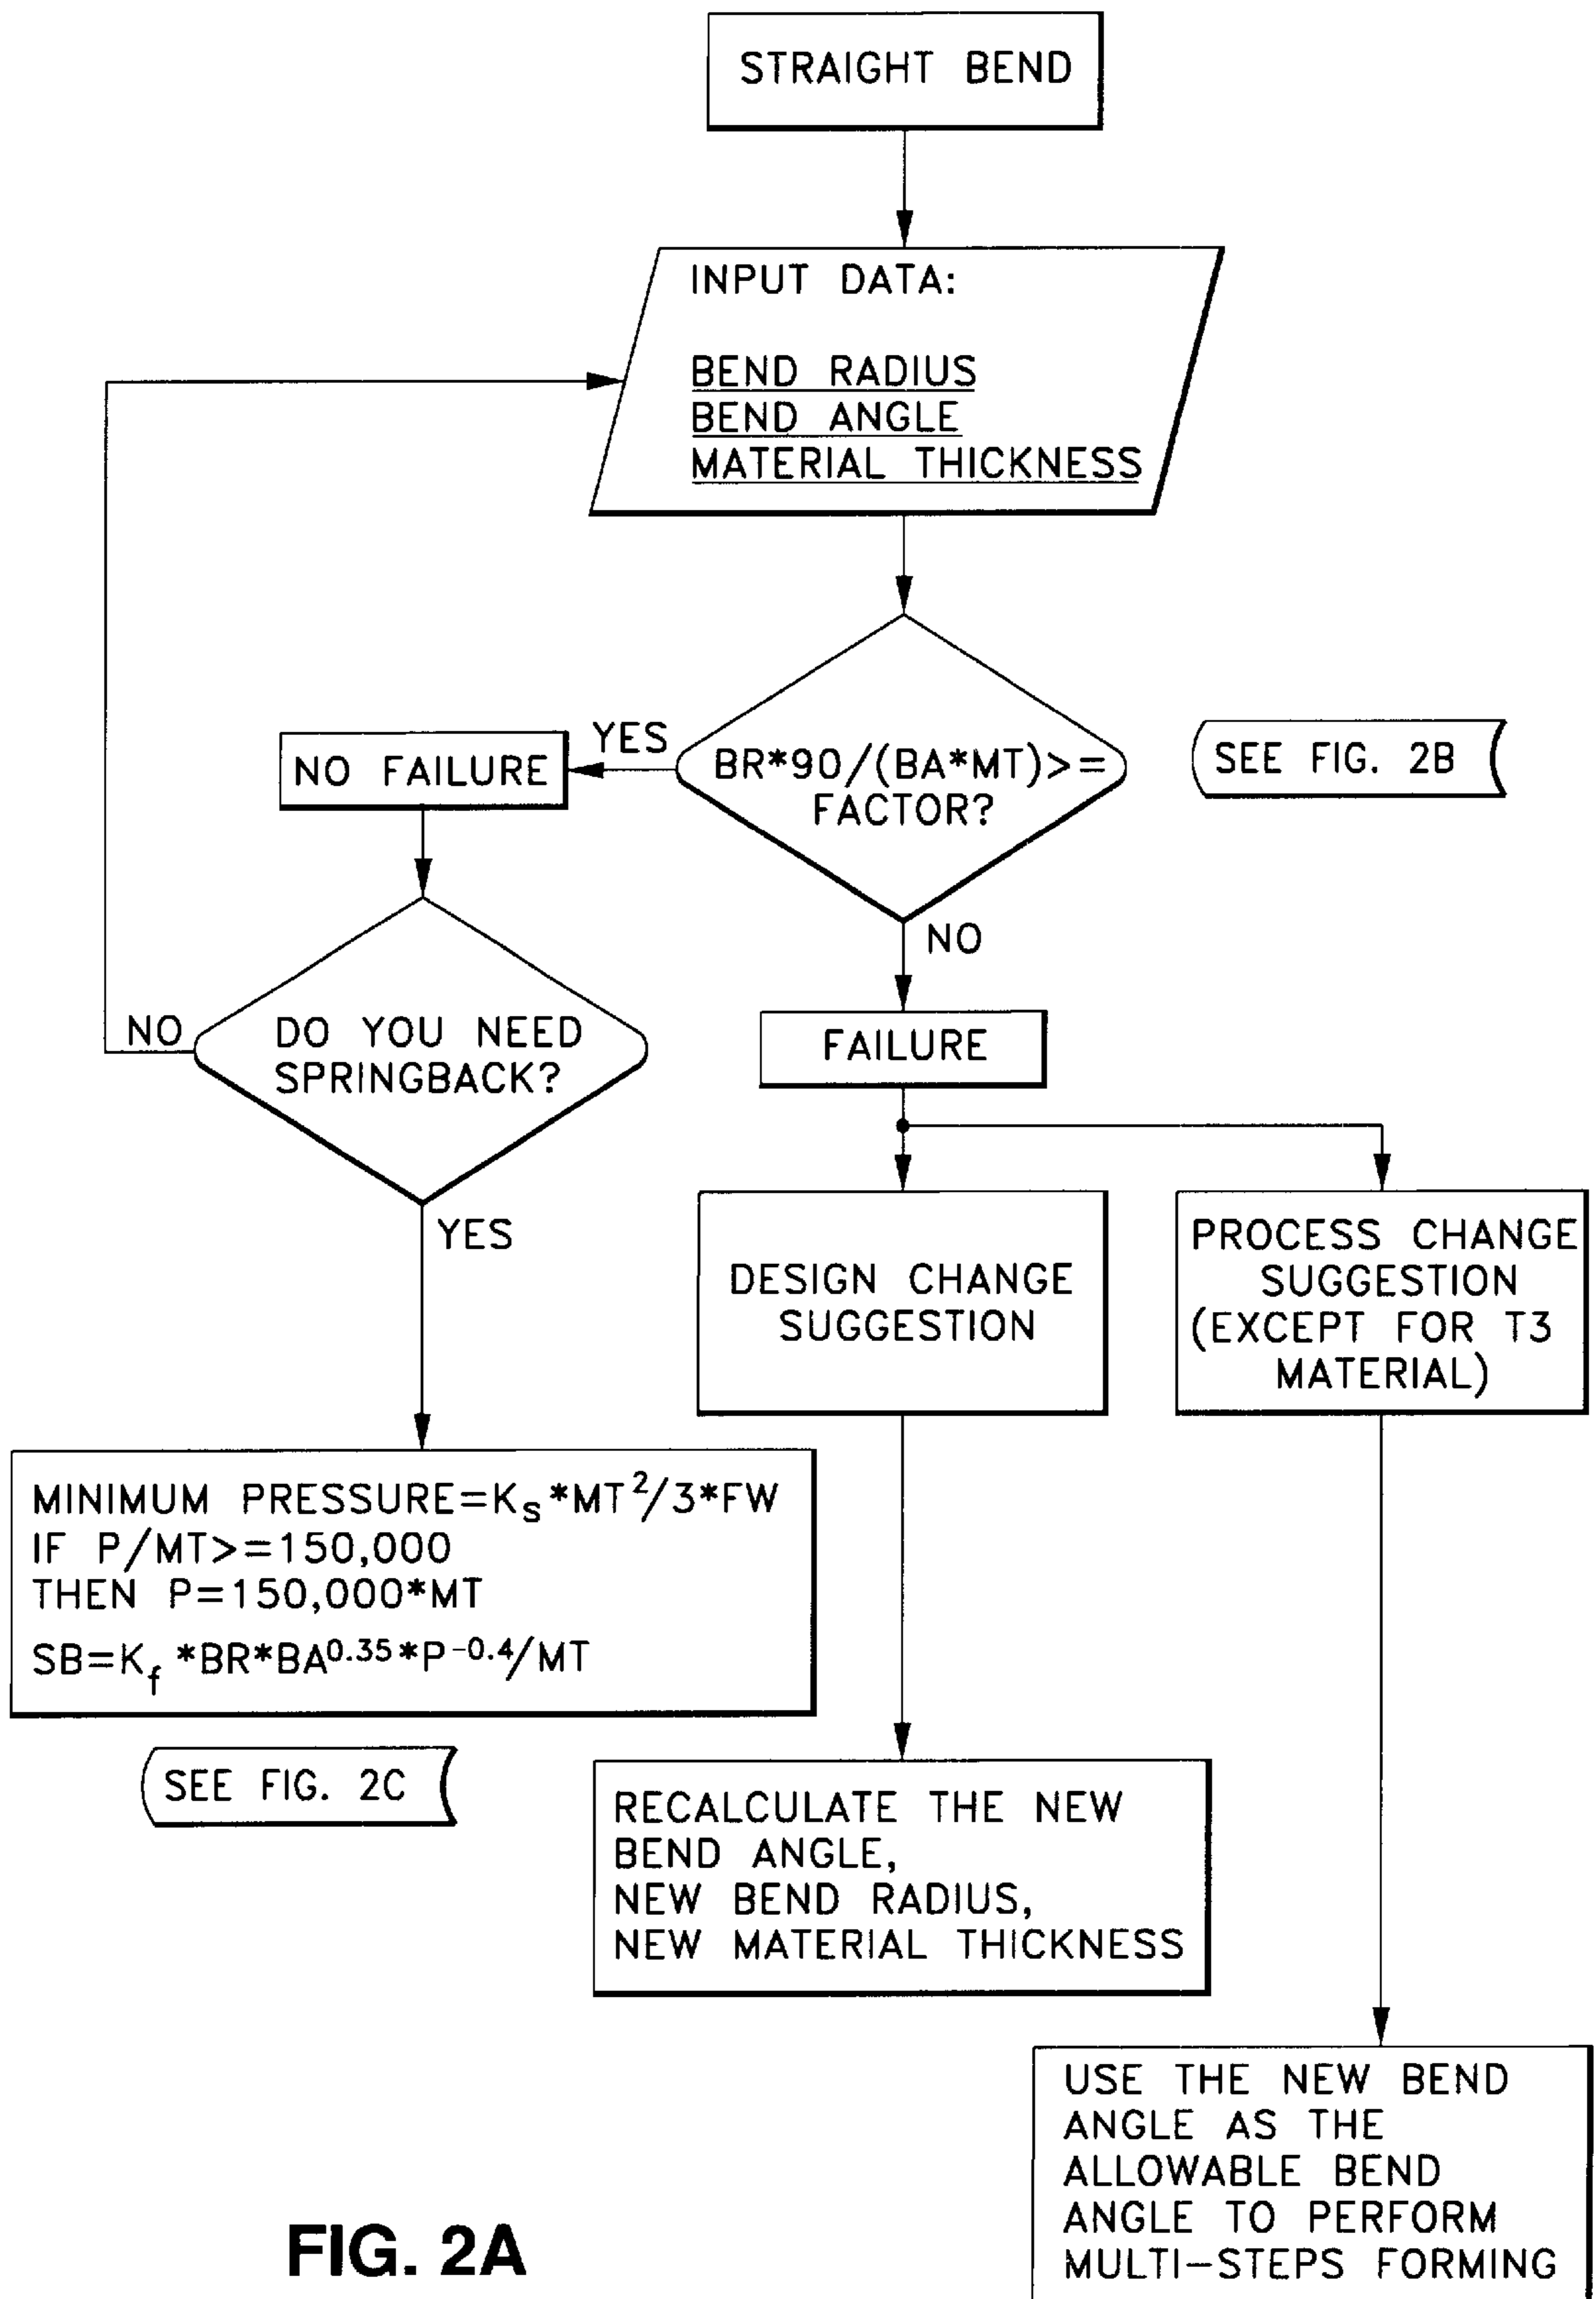 STRAIGHT BEND
INPUT DATA:
BEND RADIUS
BEND ANGLE
MATERIAL THICKNESS
YES
NO FAILURE
BR*90/(BA*MT)>=
FACTOR?
SEE FIG. 2B
NO
NO
DO YOU NEED
SPRINGBACK?
FAILURE
YES
DESIGN CHANGE
SUGGESTION
PROCESS CHANGE
SUGGESTION
(EXCEPT FOR T3
MATERIAL)
MINIMUM PRESSURE=Kₛ*MT²/3*FW
IF P/MT>=150,000
THEN P=150,000*MT
SB=K_f*BR*BA^0.35*P^-0.4/MT
SEE FIG. 2C
RECALCULATE THE NEW
BEND ANGLE,
NEW BEND RADIUS,
NEW MATERIAL THICKNESS
USE THE NEW BEND
ANGLE AS THE
ALLOWABLE BEND
ANGLE TO PERFORM
MULTI-STEPS FORMING
FIG. 2A